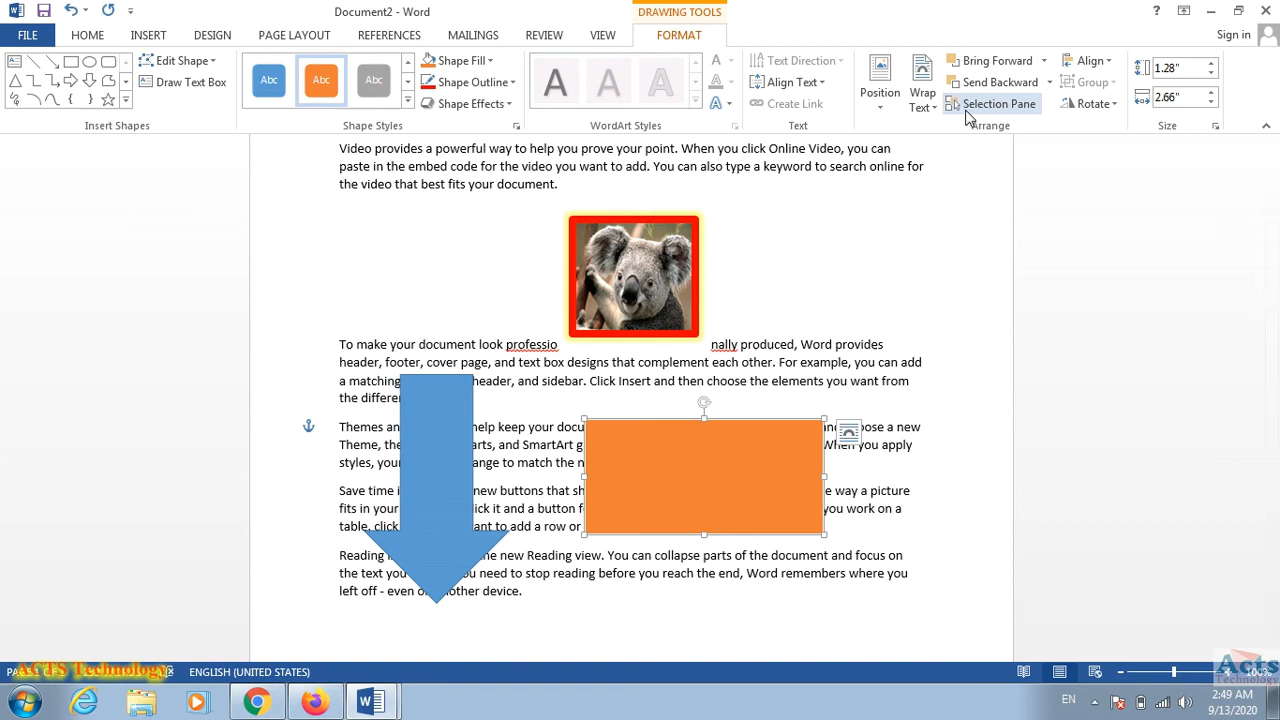 Document2 - Word
DRAWING TOOLS
?
FILE
HOME
INSERT
DESIGN
PAGE LAYOUT
REFERENCES
MAILINGS
REVIEW
VIEW
FORMAT
Sign in
Edit Shape
Draw Text Box
Insert Shapes
Abc
Abc
Abc
Shape Fill
Shape Outline
Shape Effects
Shape Styles
A
A
A
WordArt Styles
Text Direction
Align Text
Create Link
Text
Position
Wrap
Text
Bring Forward
Send Backward
Selection Pane
Align
Group
Rotate
Arrange
1.28"
2.66"
Size
Video provides a powerful way to help you prove your point. When you click Online Video, you can
paste in the embed code for the video you want to add. You can also type a keyword to search online for
the video that best fits your document.
To make your document look professio nally produced, Word provides
header, footer, cover page, and text box designs that complement each other. For example, you can add
a matching header, and sidebar. Click Insert and then choose the elements you want from
the differen
Themes an help keep your docu a new
Theme, the arts, and SmartArt g you apply
styles, your ange to match the n
Save time i new buttons that sh e way a picture
fits in your ick it and a button f you work on a
table, click ant to add a row or
Reading the new Reading view. You can collapse parts of the document and focus on
the text you need to stop reading before you reach the end, Word remembers where you
left off - even o other device.
ACTS Technology
ENGLISH (UNITED STATES)
100%
Acts
Technology
EN
2:49 AM
9/13/2020